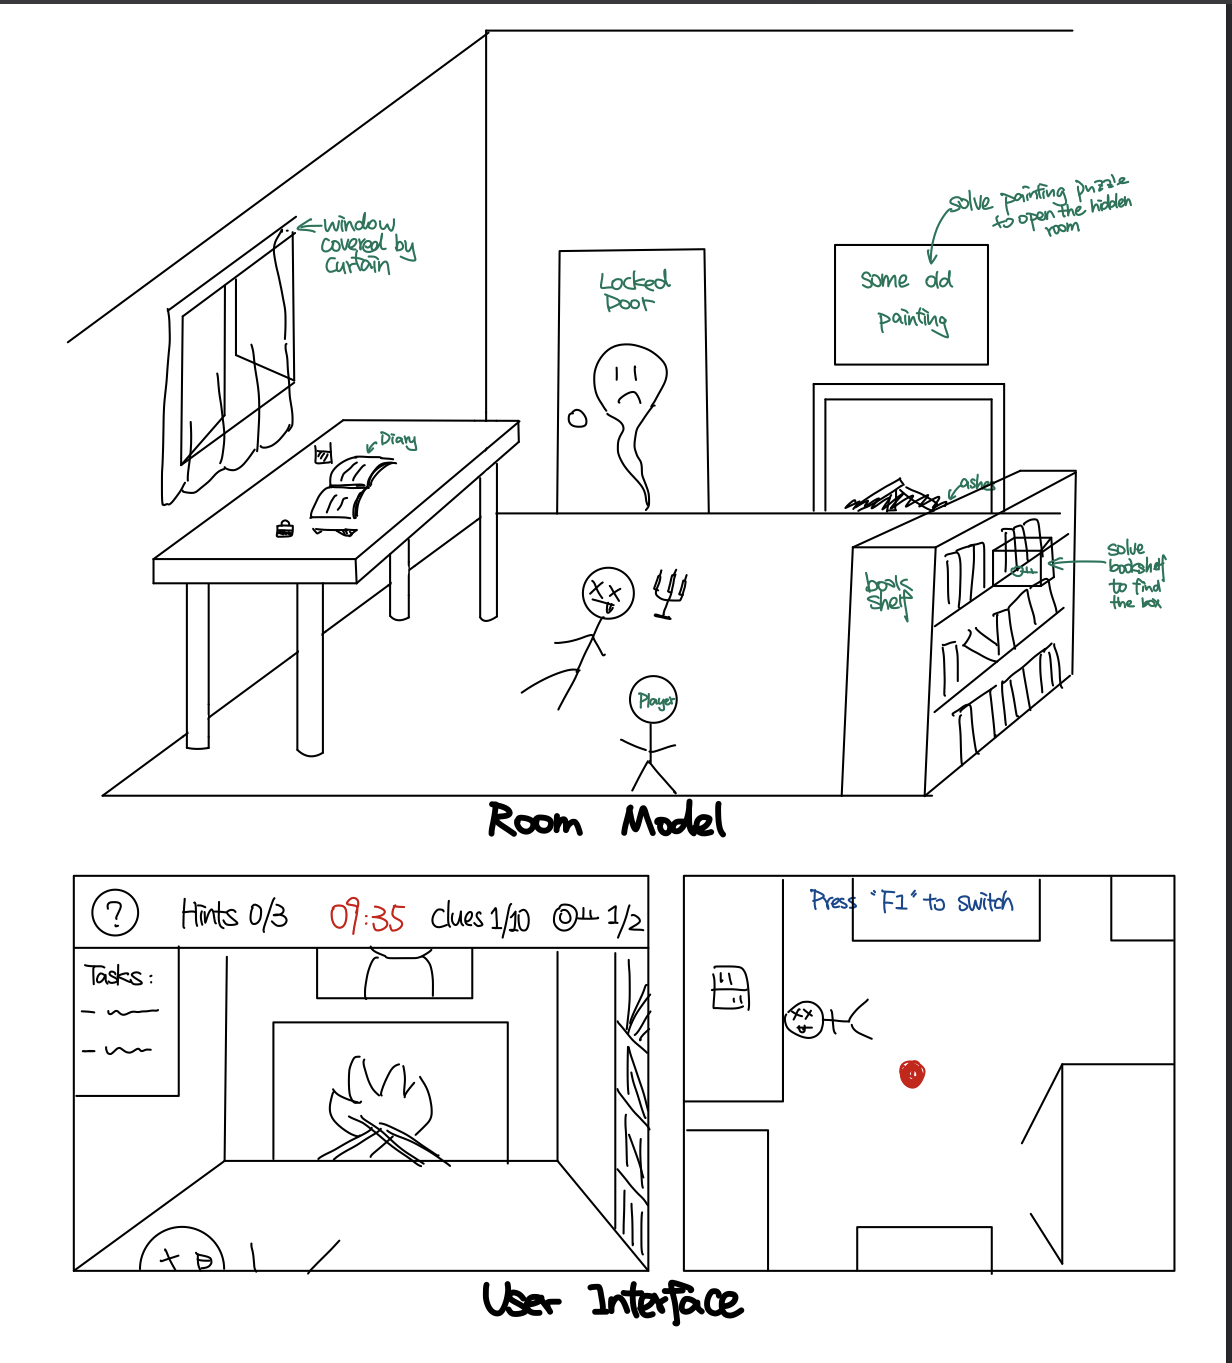 solve painting puzzle
to open the hidden
room
window
covered by
curtain
Locked
Door
some old
painting
Diary
ashes
solve
bookshelf
to find
the box
book
shelf
Player
Room Model
?
Hints 0/3
09:35
Clues 1/10
1/2
Press "F1" to switch
Tasks:
User Interface